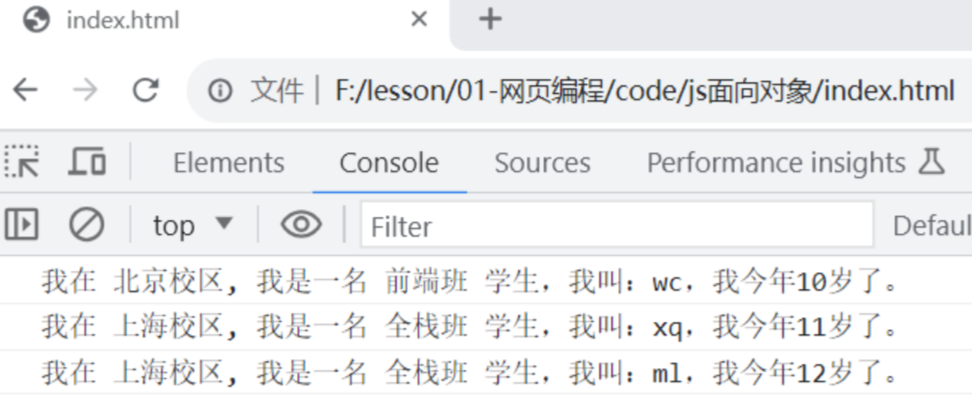 index.html
文件 | F:/lesson/01-网页编程/code/js面向对象/index.html
Elements Console Sources Performance insights
top Filter Defaul
我在 北京校区, 我是一名 前端班 学生, 我叫: wc, 我今年10岁了。
我在 上海校区, 我是一名 全栈班 学生, 我叫: xq, 我今年11岁了。
我在 上海校区, 我是一名 全栈班 学生, 我叫: ml, 我今年12岁了。